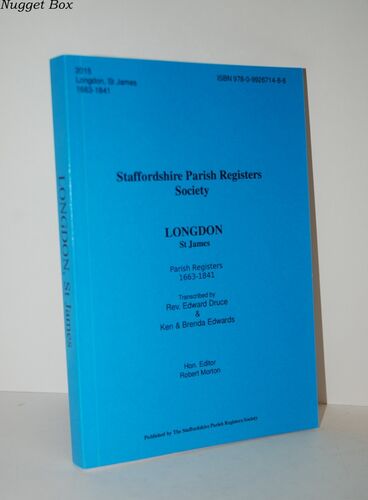 Nugget Box
2015
Longdon, St James
1663-1841
ISBN 978-0-9926714-8-8
Staffordshire Parish Registers
Society
LONGDON
St James
Parish Registers
1663-1841
Transcribed by
Rev. Edward Druce
&
Ken & Brenda Edwards
Hon. Editor
Robert Morton
Published by The Staffordshire Parish Registers Society
LONGDON, St James